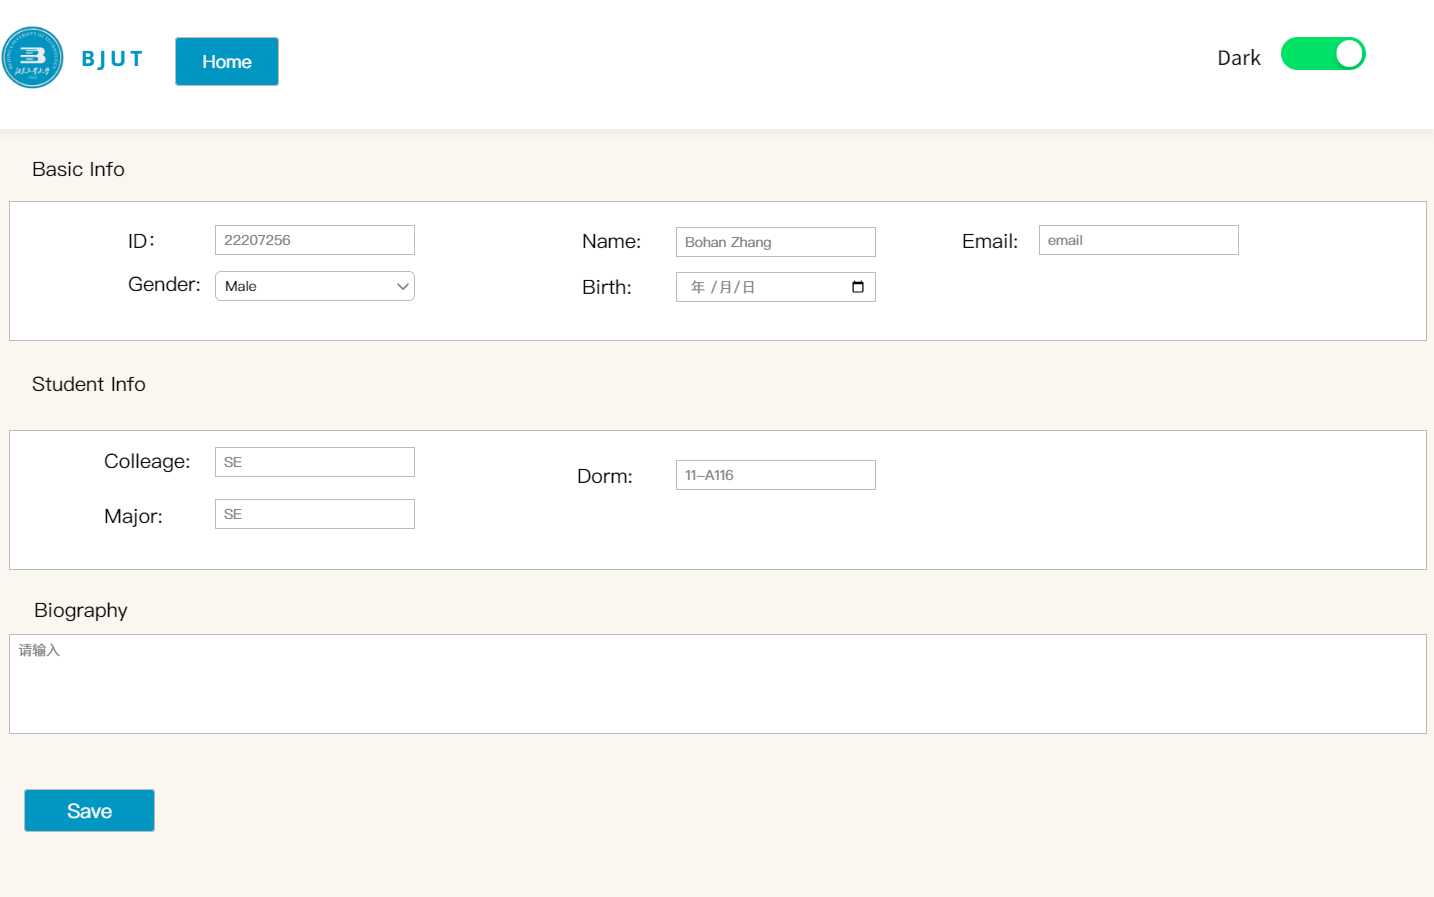 BJUT
Home
Dark
Basic Info
ID: 22207256 Name: Bohan Zhang Email: email
Gender: Male Birth: 年/月/日
Student Info
Colleage: SE Dorm: 11-A116
Major: SE
Biography
请输入
Save